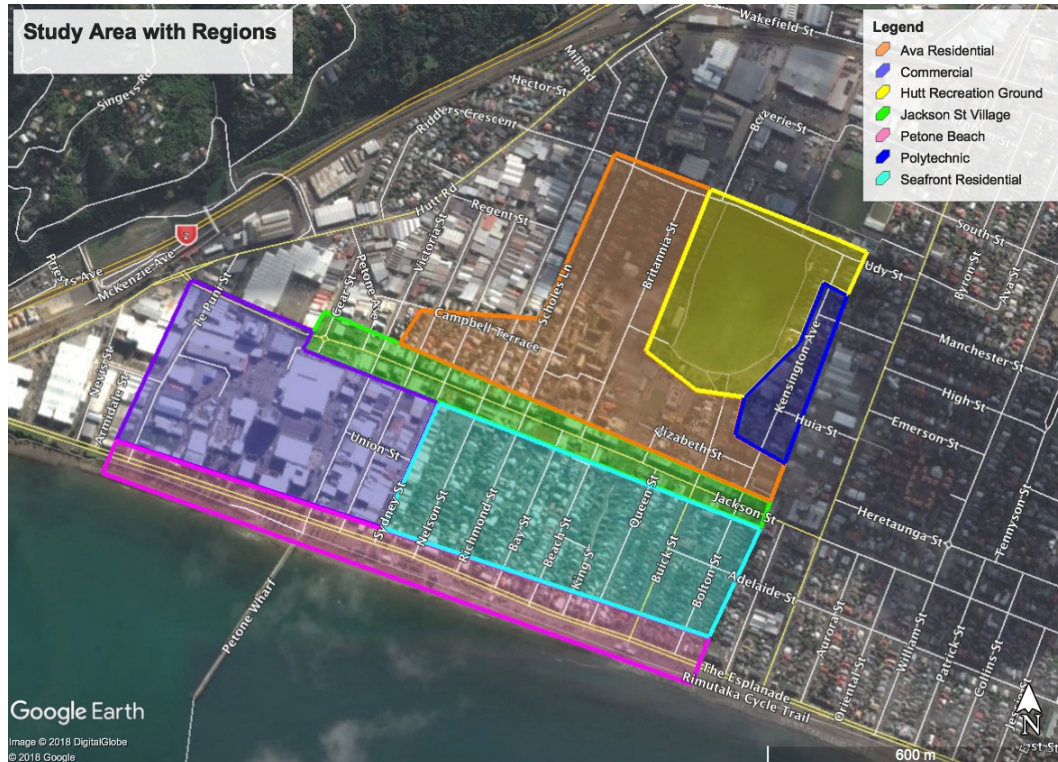 Study Area with Regions
Legend
Ava Residential
Commercial
Hutt Recreation Ground
Jackson St Village
Petone Beach
Polytechnic
Seafront Residential
Wakefield St
Singers Rd
Mill Rd
Hector St
Ridders Crescent
Hutt Rd
Regent St
Victoria St
2
Priests Ave
McKenzie Ave
Te Puni St
Gear St
Petone Ave
Scholes Ln
Britannia St
Campbell Terrace
South St
Udy St
Byron St
Ava St
Manchester St
High St
Kensington Ave
Huia St
Emerson St
Nevis St
Armidale St
Union St
Elizabeth St
Jackson St
Sydney St
Nelson St
Richmond St
Bay St
Beach St
King St
Queen St
Buick St
Bolton St
Heretaunga St
Tennyson St
Adelaide St
Aurora St
William St
Patrick St
Collins St
Oriental St
Petone Wharf
The Esplanade
Rimutaka Cycle Trail
N
Google Earth
Image © 2018 DigitalGlobe
© 2018 Google
600 m